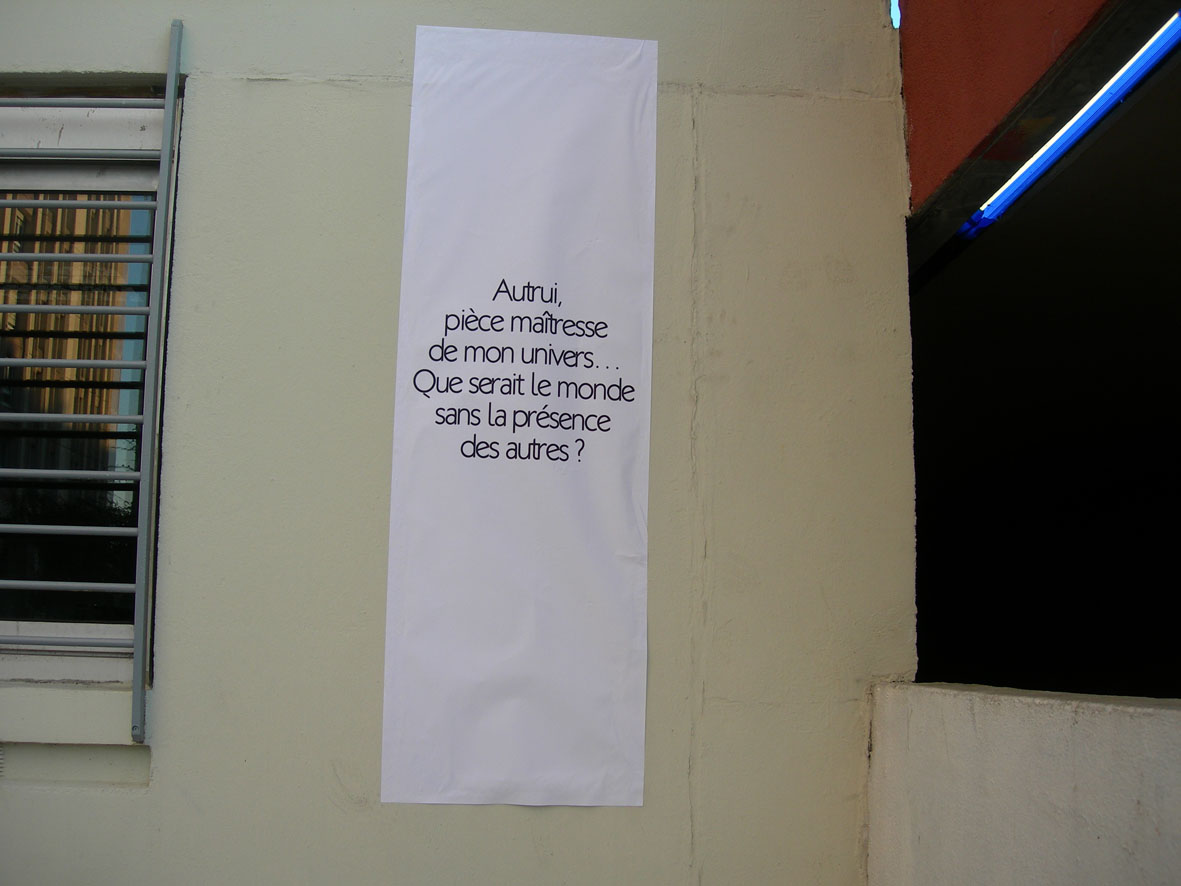 Autrui,
pièce maîtresse
de mon univers...
Que serait le monde
sans la présence
des autres ?